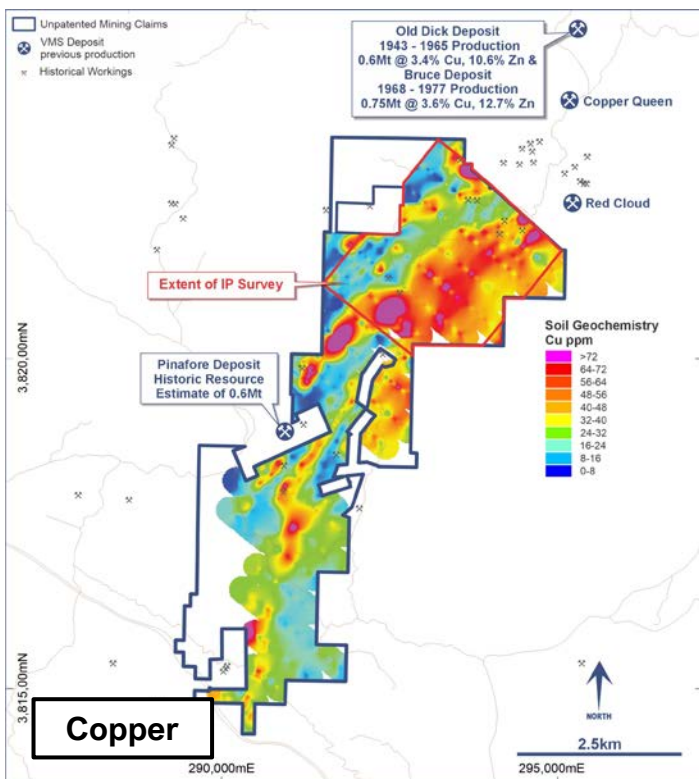 Unpatented Mining Claims
VMS Deposit
previous production
Historical Workings
Old Dick Deposit
1943 - 1965 Production
0.6Mt @ 3.4% Cu, 10.6% Zn &
Bruce Deposit
1968 - 1977 Production
0.75Mt @ 3.6% Cu, 12.7% Zn
Copper Queen
Red Cloud
Extent of IP Survey
Soil Geochemistry
Cu ppm
>72
64-72
56-64
48-56
40-48
32-40
24-32
16-24
8-16
0-8
Pinafore Deposit
Historic Resource
Estimate of 0.6Mt
3,820,00mN
3,815,00mN
Copper
NORTH
2.5km
290,000mE
295,000mE